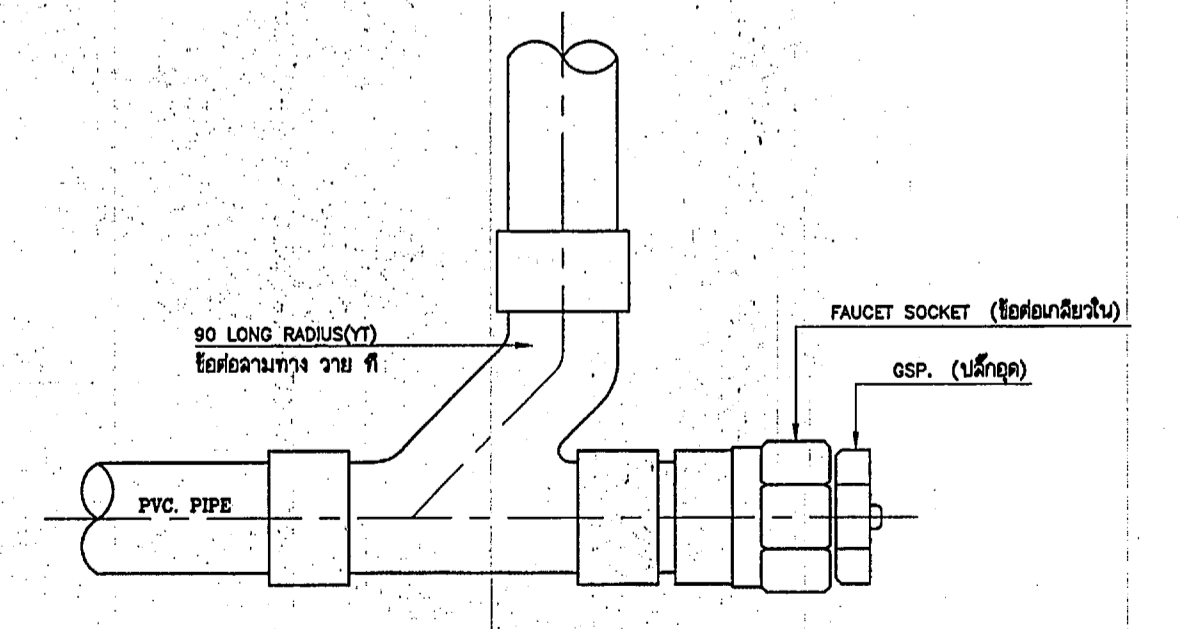 90 LONG RADIUS(YT)
ข้อต่อลามทาง วาย ที
FAUCET SOCKET (ข้อต่อเกลียวใน)
GSP. (ปลั๊กอุด)
PVC. PIPE